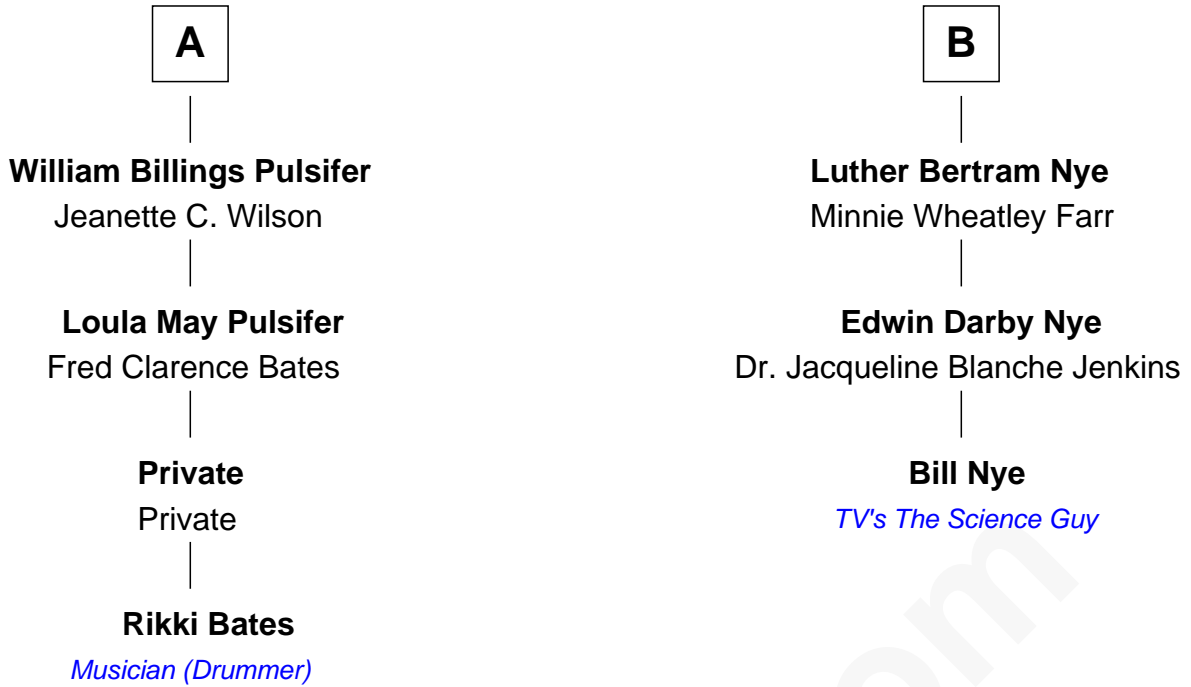 A
B
William Billings Pulsifer
Jeanette C. Wilson
Luther Bertram Nye
Minnie Wheatley Farr
Loula May Pulsifer
Fred Clarence Bates
Edwin Darby Nye
Dr. Jacqueline Blanche Jenkins
Private
Private
Bill Nye
TV's The Science Guy
Rikki Bates
Musician (Drummer)
om